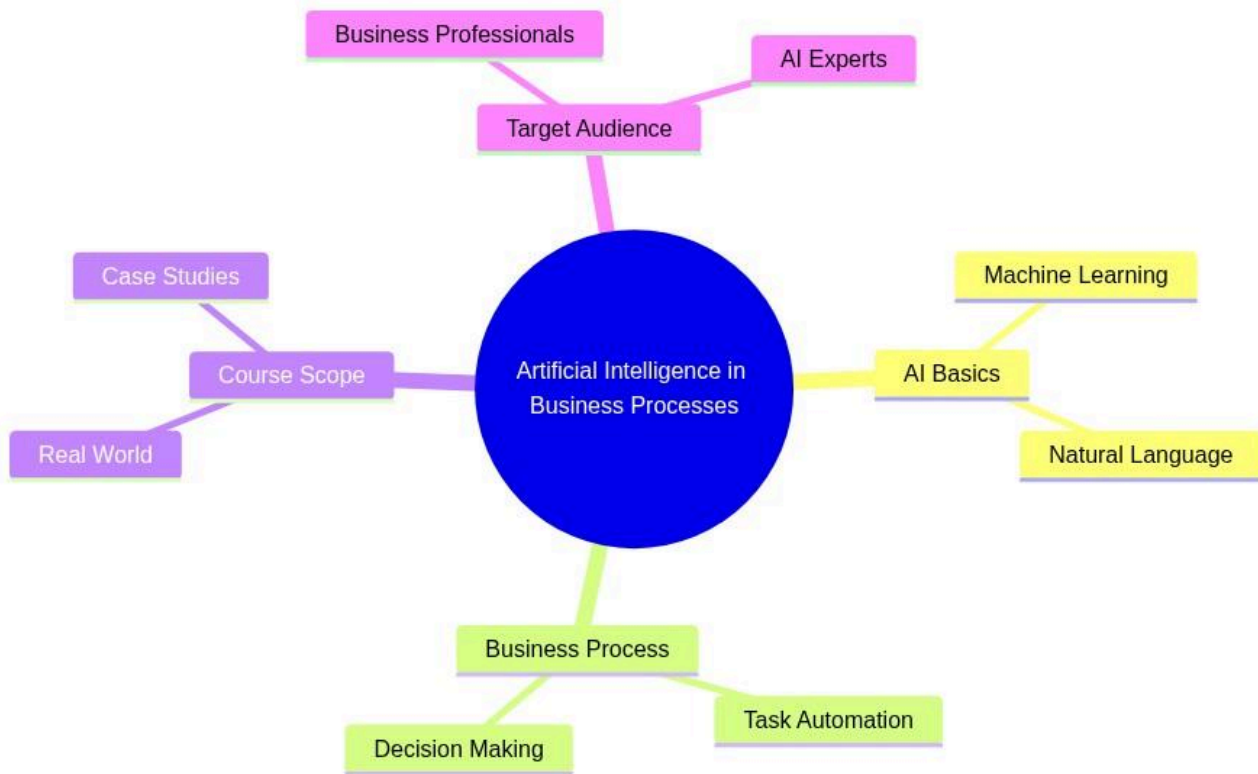 Business Professionals
AI Experts
Target Audience
Case Studies
Machine Learning
Course Scope
Artificial Intelligence in
Business Processes
AI Basics
Real World
Natural Language
Business Process
Task Automation
Decision Making